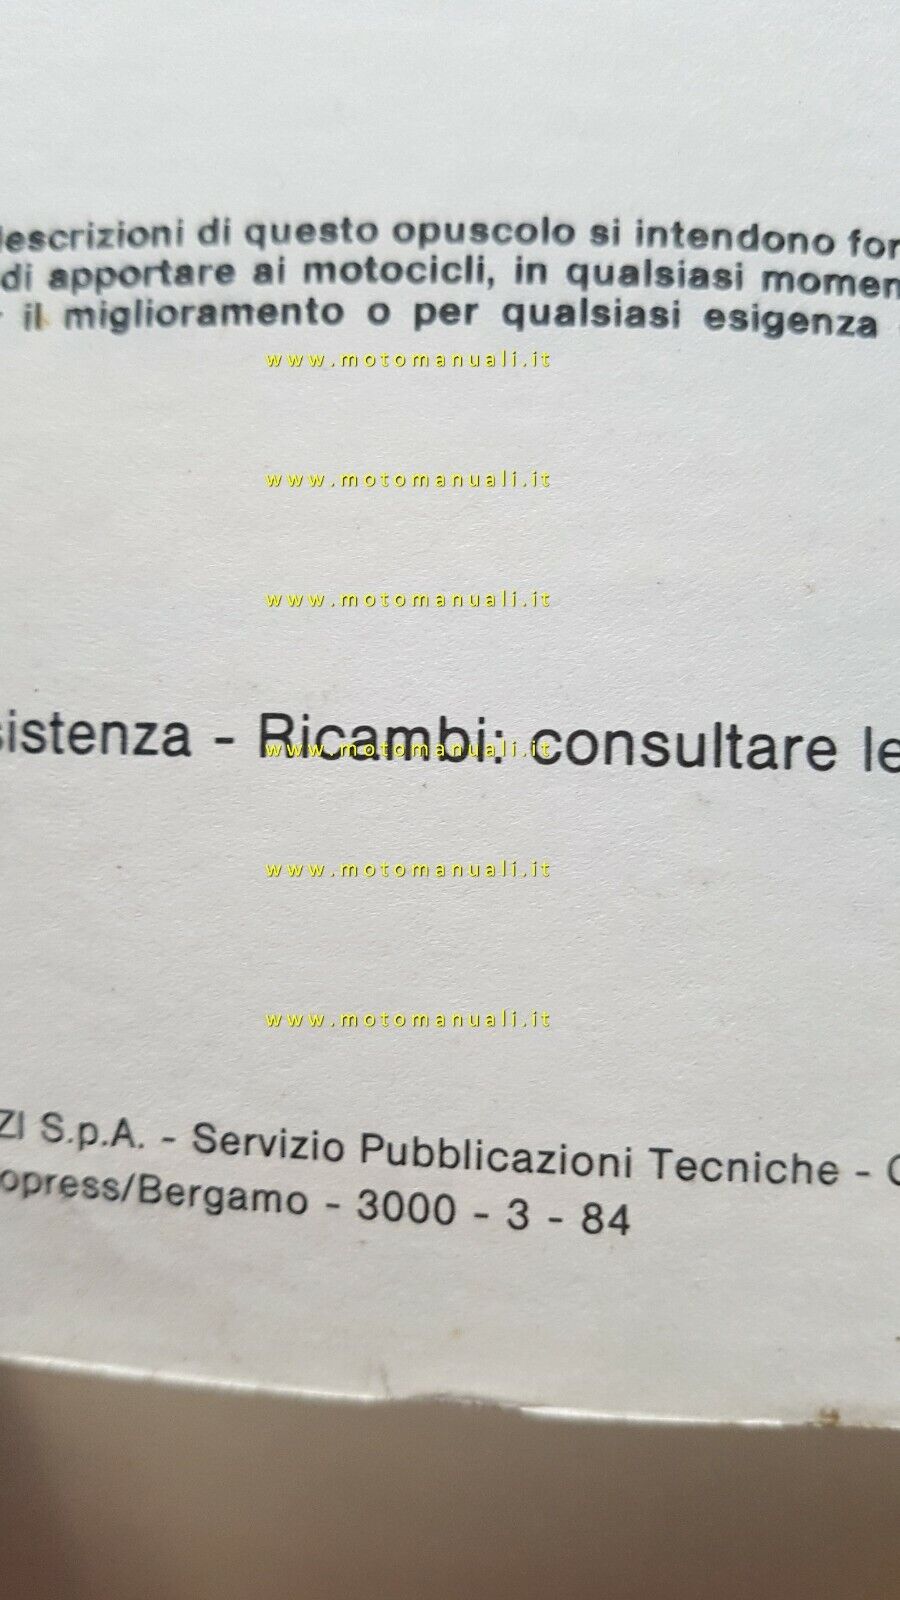 descrizioni di questo opuscolo si intendono for
di apportare ai motocicli, in qualsiasi momen
il miglioramento o per qualsiasi esigenza
www.motomanuali.it
www.motomanuali.it
www.motomanuali.it
sistenza - Ricambi: consultare le
www.motomanuali.it
www.motomanuali.it
www.motomanuali.it
ZI S.p.A. - Servizio Pubblicazioni Tecniche -
opress/Bergamo - 3000 - 3 - 84